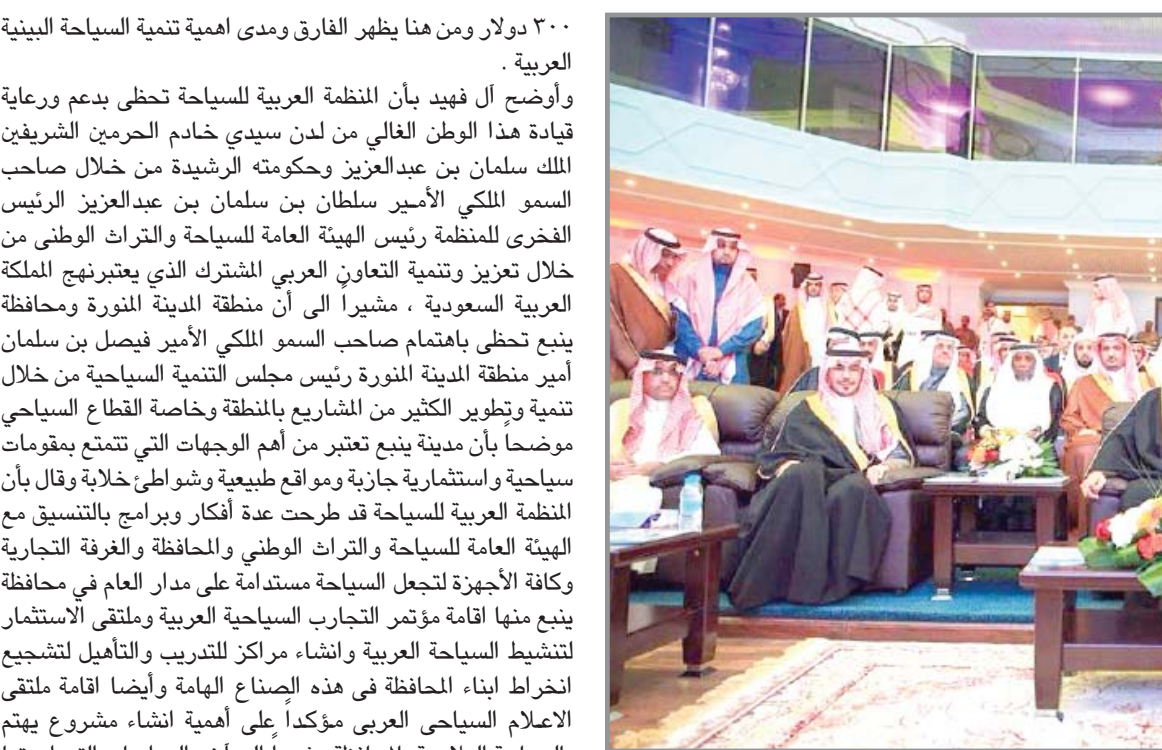 ٣٠٠ دولار ومن هنا يظهر الفارق ومدى اهمية تنمية السياحة البينية
العربية .
وأوضح آل فهيد بأن المنظمة العربية للسياحة تحظى بدعم ورعاية
قيادة هذا الوطن الغالي من لدن سيدي خادم الحرمين الشريفين
الملك سلمان بن عبدالعزيز وحكومته الرشيدة من خلال صاحب
السمو الملكي الأمير سلطان بن سلمان بن عبدالعزيز الرئيس
الفخرى للمنظمة رئيس الهيئة العامة للسياحة والتراث الوطنى من
خلال تعزيز وتنمية التعاون العربي المشترك الذي يعتبرنهج المملكة
العربية السعودية ، مشيراً الى أن منطقة المدينة المنورة ومحافظة
ينبع تحظى باهتمام صاحب السمو الملكي الأمير فيصل بن سلمان
أمير منطقة المدينة المنورة رئيس مجلس التنمية السياحية من خلال
تنمية وتطوير الكثير من المشاريع بالمنطقة وخاصة القطاع السياحي
موضحاً بأن مدينة ينبع تعتبر من أهم الوجهات التي تتمتع بمقومات
سياحية واستثمارية جازبة ومواقع طبيعية وشواطئ خلابة وقال بأن
المنظمة العربية للسياحة قد طرحت عدة أفكار وبرامج بالتنسيق مع
الهيئة العامة للسياحة والتراث الوطني والمحافظة والغرفة التجارية
وكافة الأجهزة لتجعل السياحة مستدامة على مدار العام في محافظة
ينبع منها اقامة مؤتمر التجارب السياحية العربية وملتقى الاستثمار
لتنشيط السياحة العربية وانشاء مراكز للتدريب والتأهيل لتشجيع
انخراط ابناء المحافظة فى هذه الصناع الهامة وأيضا اقامة ملتقى
الاعلام السياحى العربى مؤكداً على أهمية انشاء مشروع يهتم